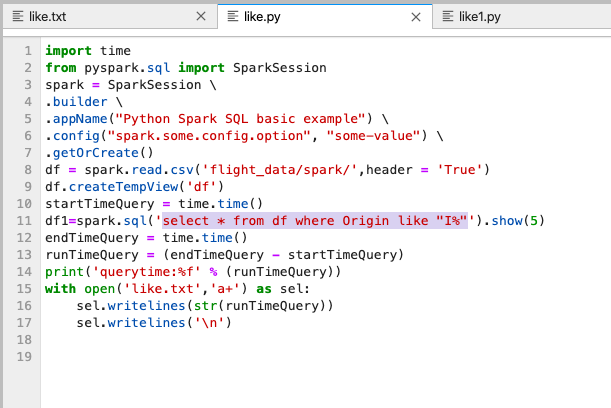 like.txt
like.py
like1.py
1 import time
2 from pyspark.sql import SparkSession
3 spark = SparkSession \
4 .builder \
5 .appName("Python Spark SQL basic example") \
6 .config("spark.some.config.option", "some-value") \
7 .getOrCreate()
8 df = spark.read.csv('flight_data/spark/',header = 'True')
9 df.createTempView('df')
10 startTimeQuery = time.time()
11 df1=spark.sql('select * from df where Origin like "I%"').show(5)
12 endTimeQuery = time.time()
13 runTimeQuery = (endTimeQuery - startTimeQuery)
14 print('querytime:%f' % (runTimeQuery))
15 with open('like.txt','a+') as sel:
16     sel.writelines(str(runTimeQuery))
17     sel.writelines('\n')
18
19